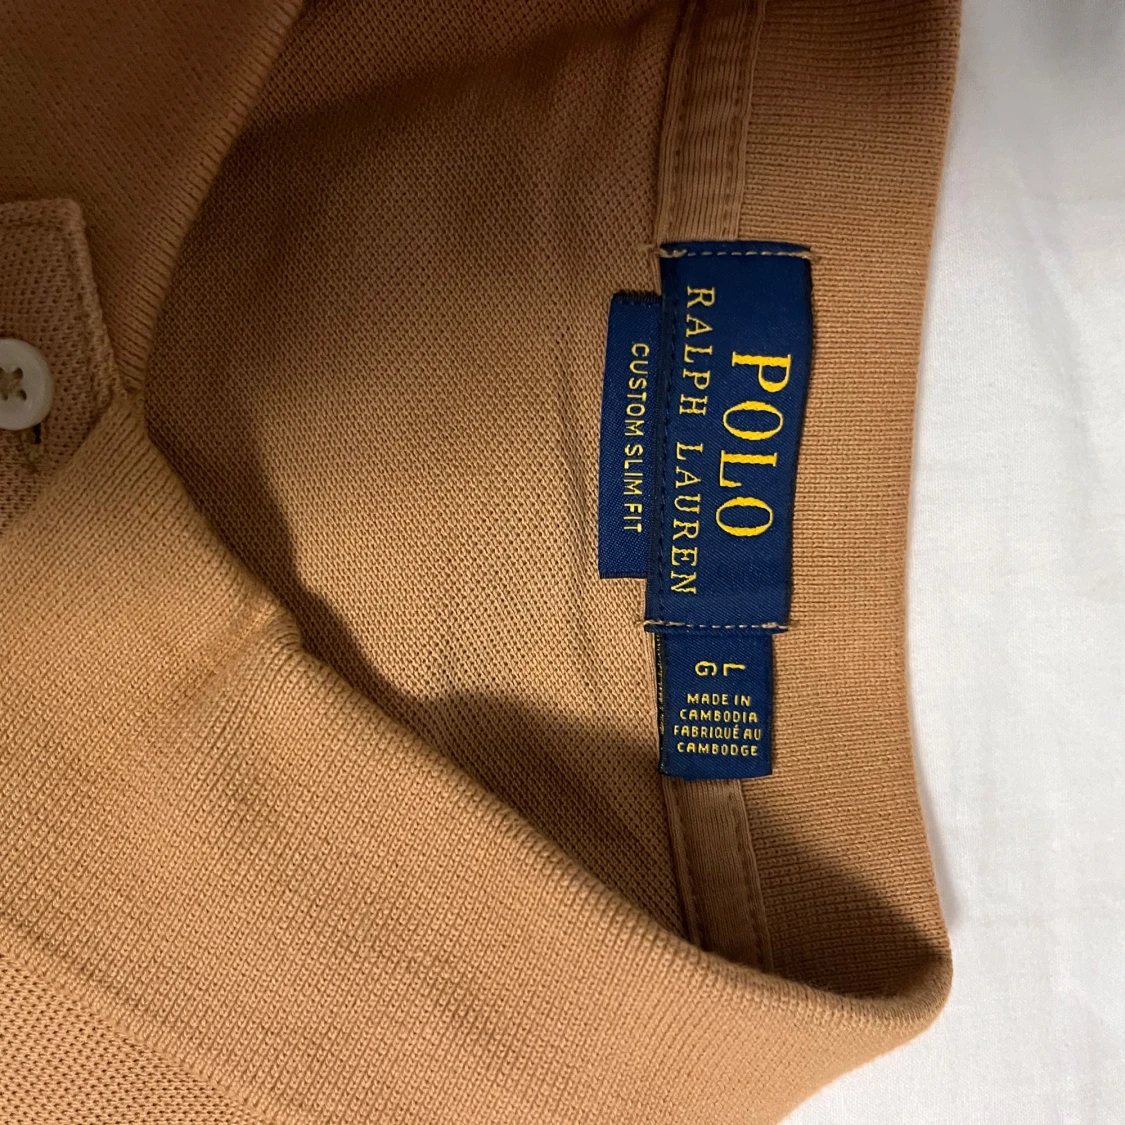 POLO
RALPH LAUREN
CUSTOM SLIM FIT
L
G
MADE IN
CAMBODIA
FABRIQUÉ AU
CAMBODGE